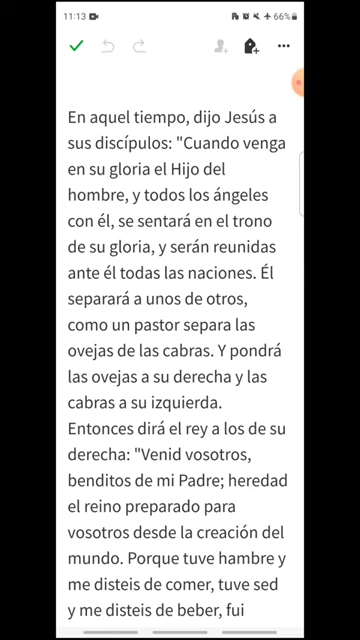 11:13
66%
En aquel tiempo, dijo Jesús a
sus discípulos: "Cuando venga
en su gloria el Hijo del
hombre, y todos los ángeles
con él, se sentará en el trono
de su gloria, y serán reunidas
ante él todas las naciones. Él
separará a unos de otros,
como un pastor separa las
ovejas de las cabras. Y pondrá
las ovejas a su derecha y las
cabras a su izquierda.
Entonces dirá el rey a los de su
derecha: "Venid vosotros,
benditos de mi Padre; heredad
el reino preparado para
vosotros desde la creación del
mundo. Porque tuve hambre y
me disteis de comer, tuve sed
y me disteis de beber, fui